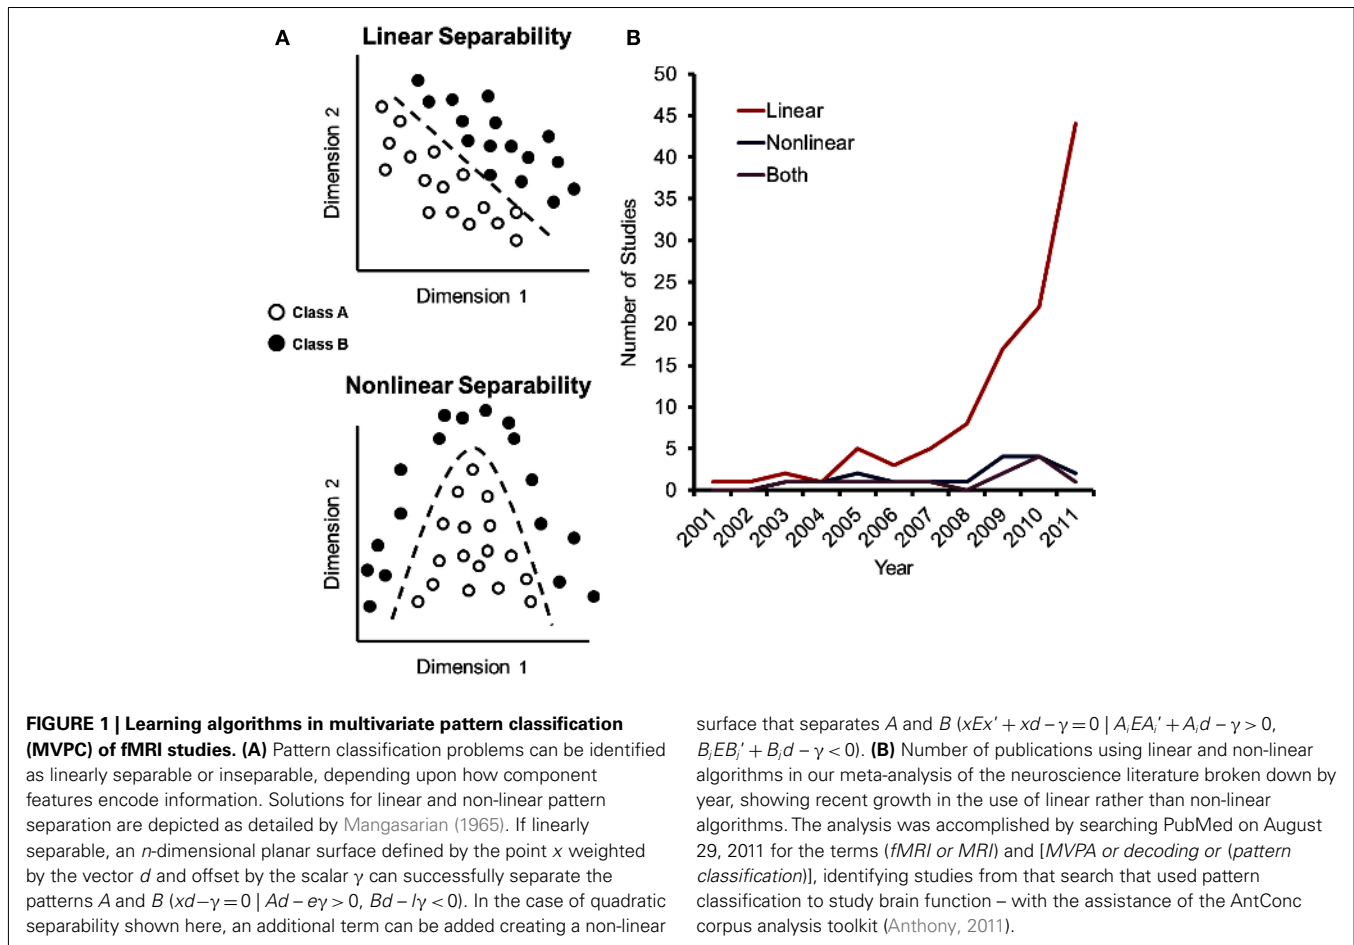 A
Linear Separability
Dimension 2
Dimension 1
Class A
Class B
Nonlinear Separability
Dimension 2
Dimension 1
B
50
45
40
35
30
25
20
15
10
5
0
Number of Studies
Linear
Nonlinear
Both
2001
2002
2003
2004
2005
2006
2007
2008
2009
2010
2011
Year
FIGURE 1 | Learning algorithms in multivariate pattern classification
(MVPC) of fMRI studies. (A) Pattern classification problems can be identified
as linearly separable or inseparable, depending upon how component
features encode information. Solutions for linear and non-linear pattern
separation are depicted as detailed by Mangasarian (1965). If linearly
separable, an n-dimensional planar surface defined by the point x weighted
by the vector d and offset by the scalar γ can successfully separate the
patterns A and B (xd−γ = 0 | Ad − eγ > 0, Bd − lγ < 0). In the case of quadratic
separability shown here, an additional term can be added creating a non-linear
surface that separates A and B (xEx′ + xd − γ = 0 | AᵢEAᵢ′ + Aᵢd − γ > 0,
BⱼEBⱼ′ + Bⱼd − γ < 0). (B) Number of publications using linear and non-linear
algorithms in our meta-analysis of the neuroscience literature broken down by
year, showing recent growth in the use of linear rather than non-linear
algorithms. The analysis was accomplished by searching PubMed on August
29, 2011 for the terms (fMRI or MRI) and [MVPA or decoding or (pattern
classification)], identifying studies from that search that used pattern
classification to study brain function – with the assistance of the AntConc
corpus analysis toolkit (Anthony, 2011).